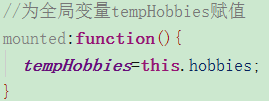 //为全局变量tempHobbies赋值
mounted:function(){
tempHobbies=this.hobbies;
}